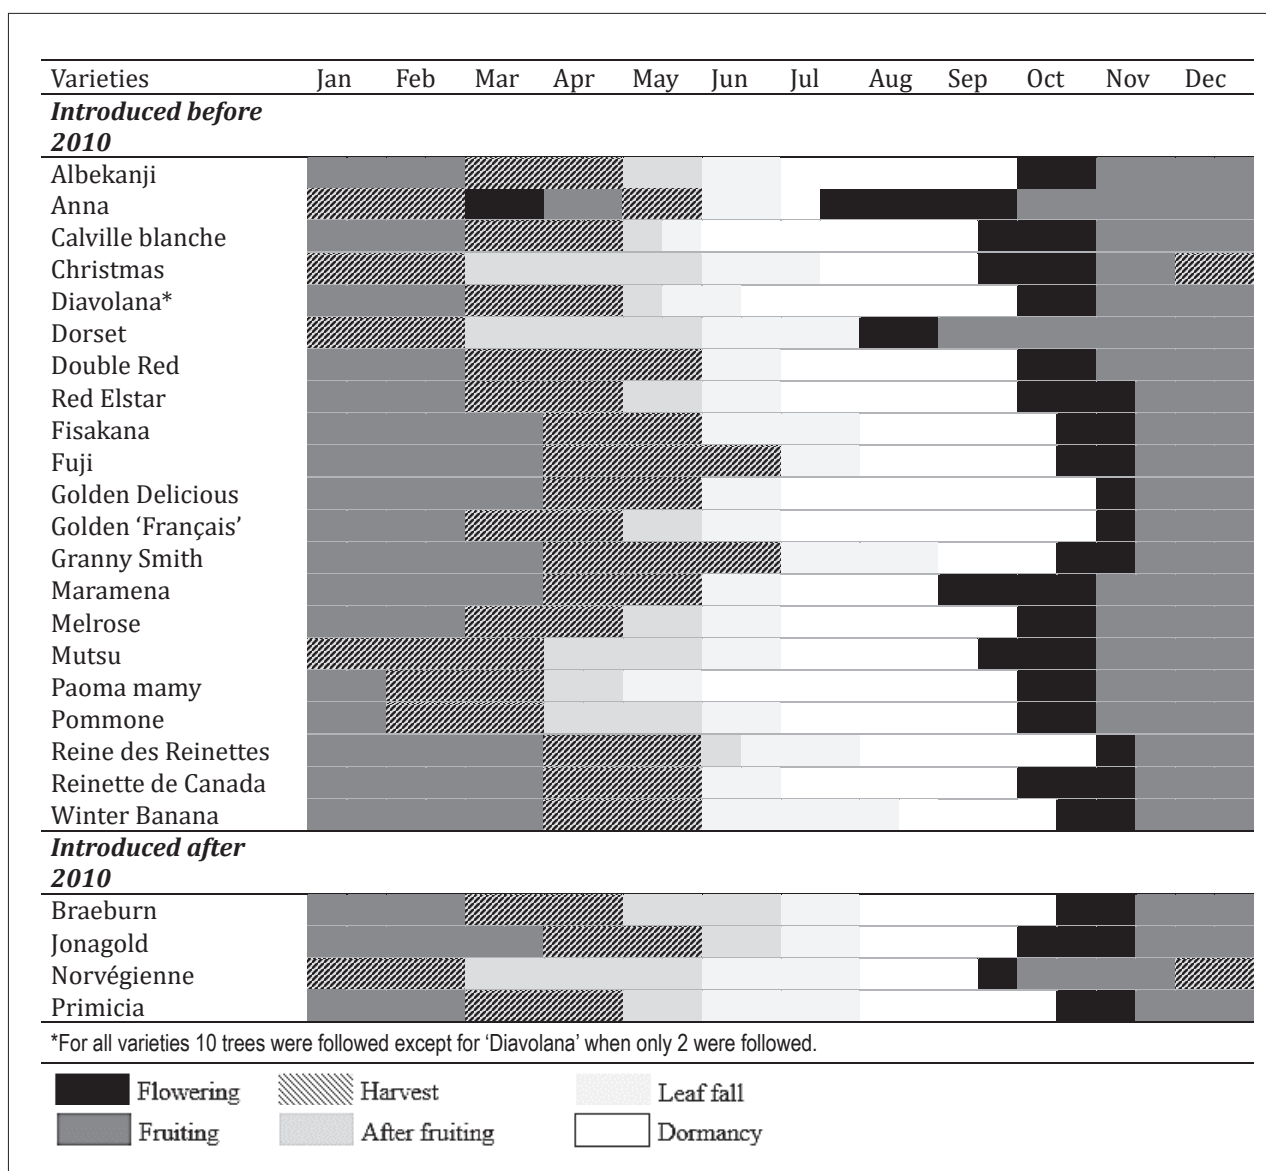 Varieties Jan Feb Mar Apr May Jun Jul Aug Sep Oct Nov Dec
Introduced before
2010
Albekanji
Anna
Calville blanche
Christmas
Diavolana*
Dorset
Double Red
Red Elstar
Fisakana
Fuji
Golden Delicious
Golden ‘Français’
Granny Smith
Maramena
Melrose
Mutsu
Paoma mamy
Pommone
Reine des Reinettes
Reinette de Canada
Winter Banana
Introduced after
2010
Braeburn
Jonagold
Norvégienne
Primicia
*For all varieties 10 trees were followed except for ‘Diavolana’ when only 2 were followed.
Flowering Harvest Leaf fall
Fruiting After fruiting Dormancy